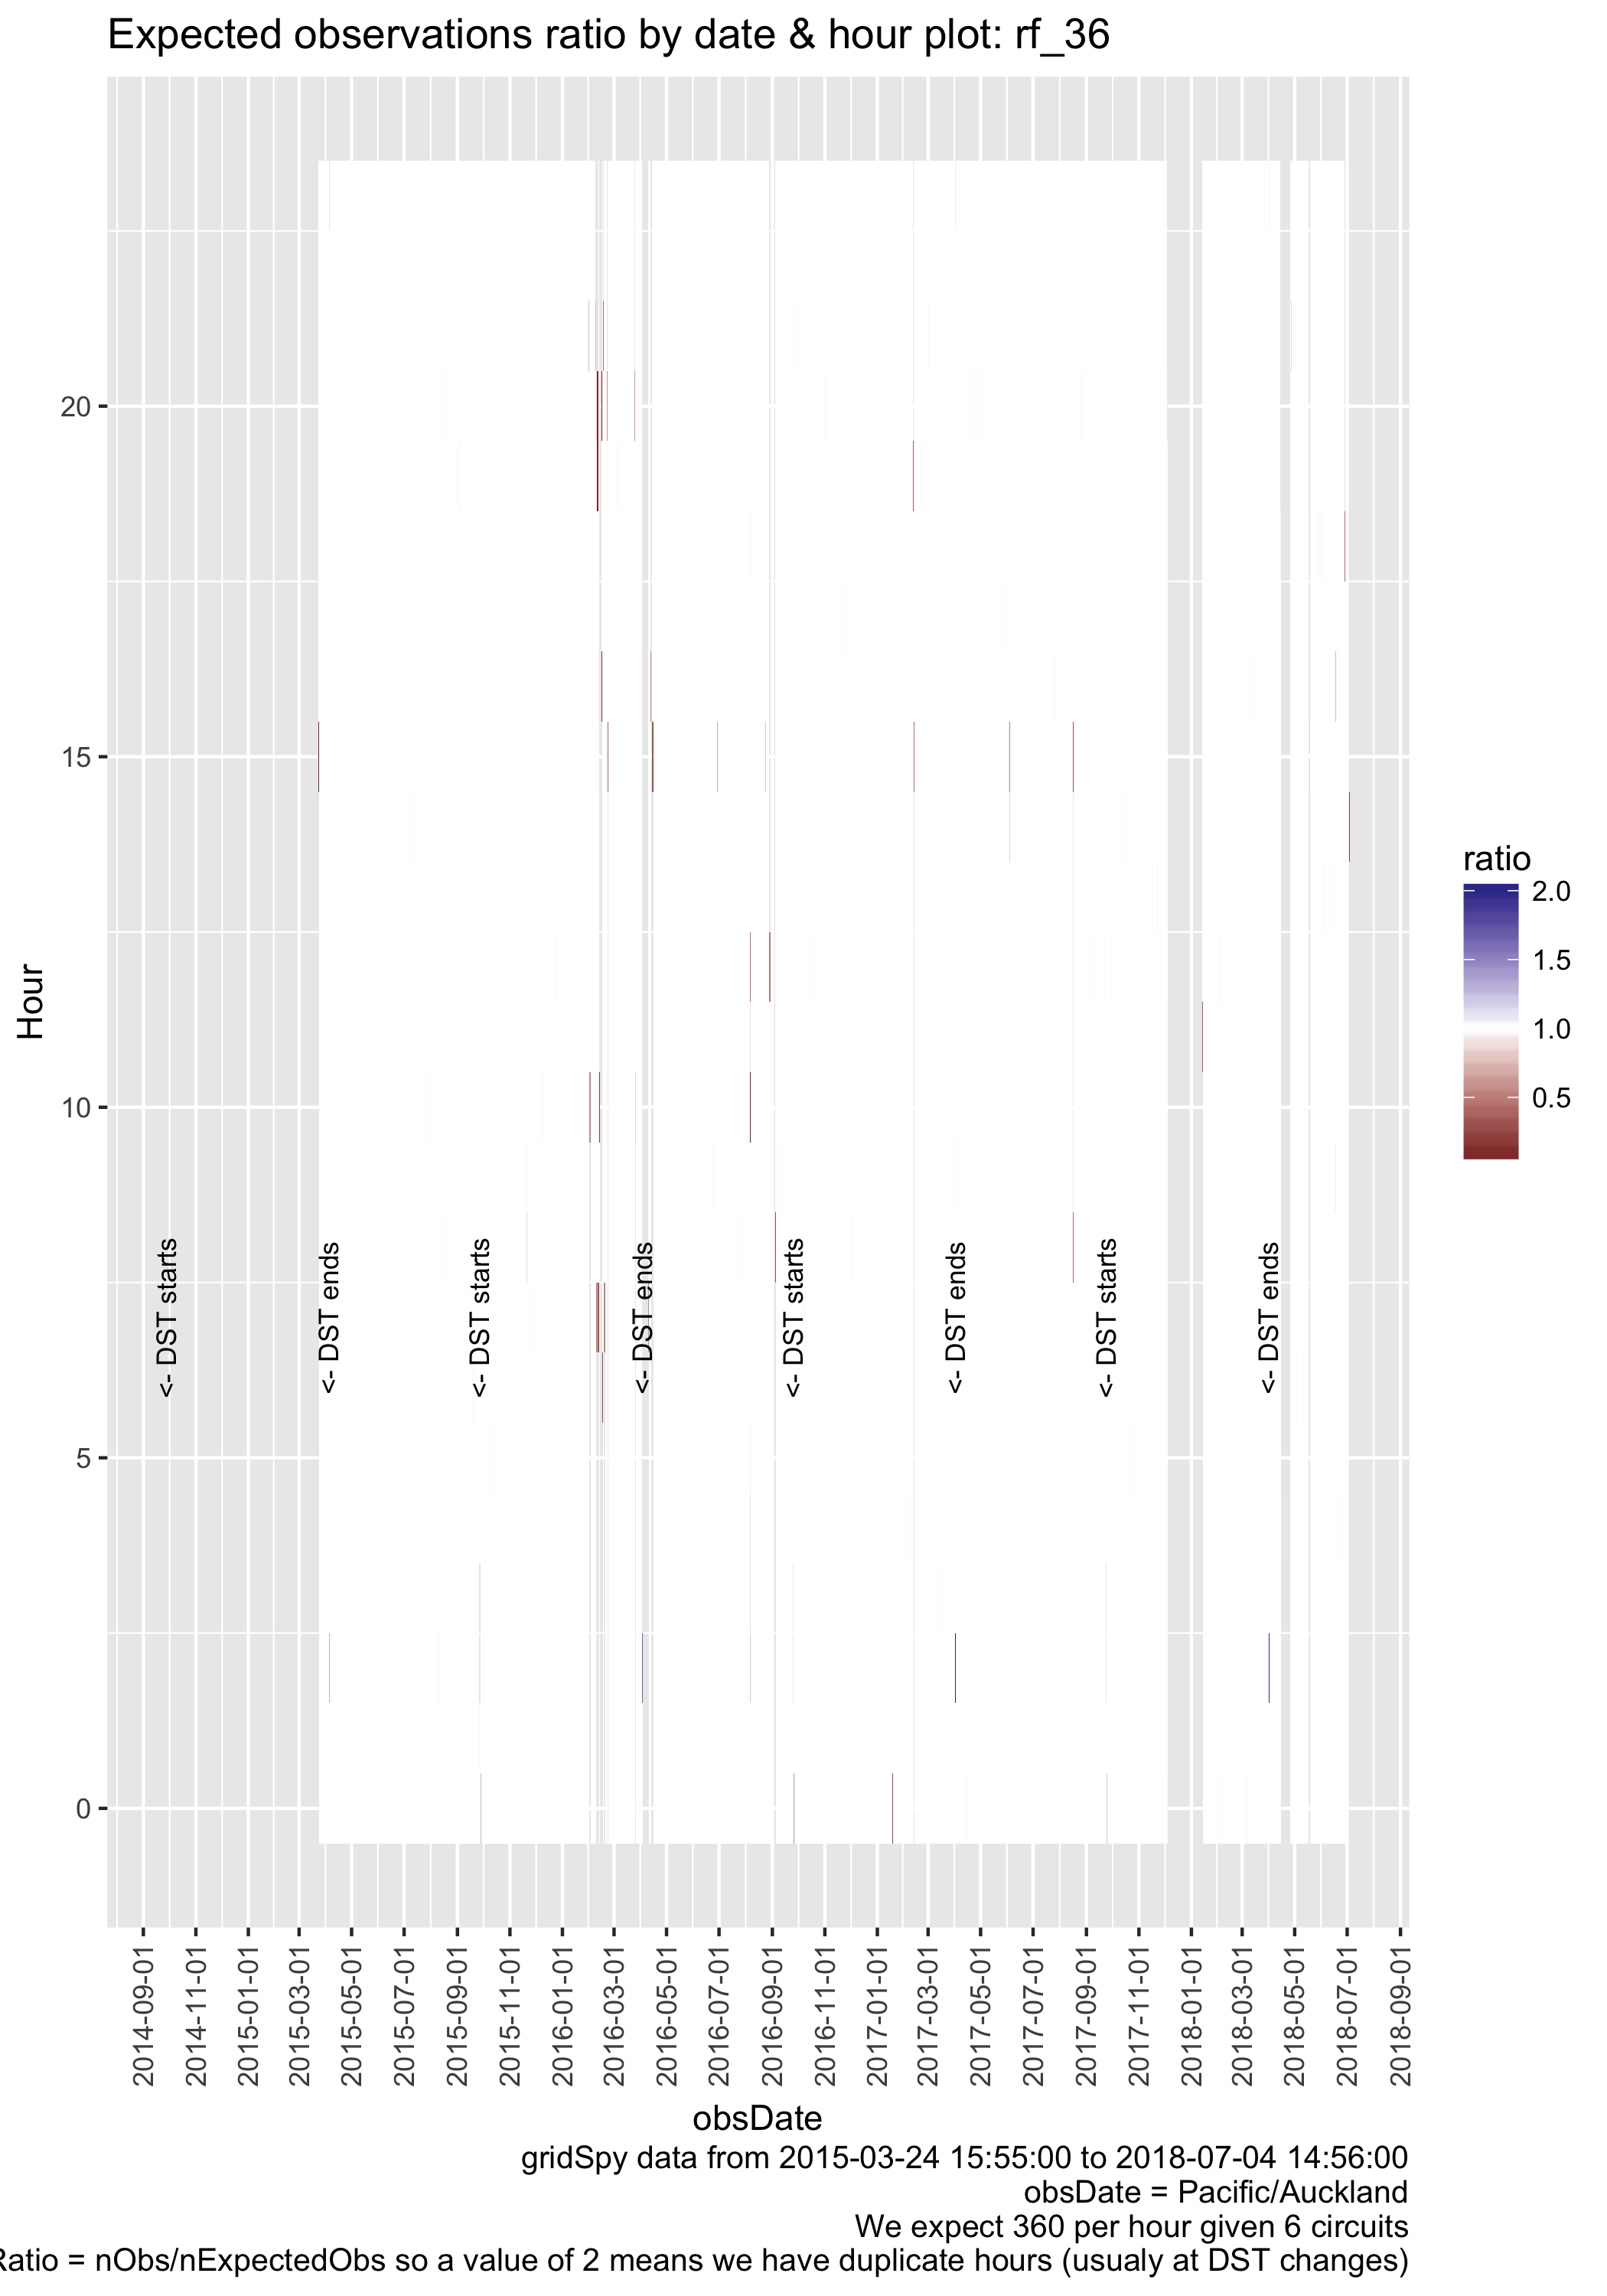 Expected observations ratio by date & hour plot: rf_36
Hour
20
15
10
5
0
<- DST starts
<- DST ends
<- DST starts
<- DST ends
<- DST starts
<- DST ends
<- DST starts
<- DST ends
ratio
2.0
1.5
1.0
0.5
2014-09-01
2014-11-01
2015-01-01
2015-03-01
2015-05-01
2015-07-01
2015-09-01
2015-11-01
2016-01-01
2016-03-01
2016-05-01
2016-07-01
2016-09-01
2016-11-01
2017-01-01
2017-03-01
2017-05-01
2017-07-01
2017-09-01
2017-11-01
2018-01-01
2018-03-01
2018-05-01
2018-07-01
2018-09-01
obsDate
gridSpy data from 2015-03-24 15:55:00 to 2018-07-04 14:56:00
obsDate = Pacific/Auckland
We expect 360 per hour given 6 circuits
Ratio = nObs/nExpectedObs so a value of 2 means we have duplicate hours (usualy at DST changes)